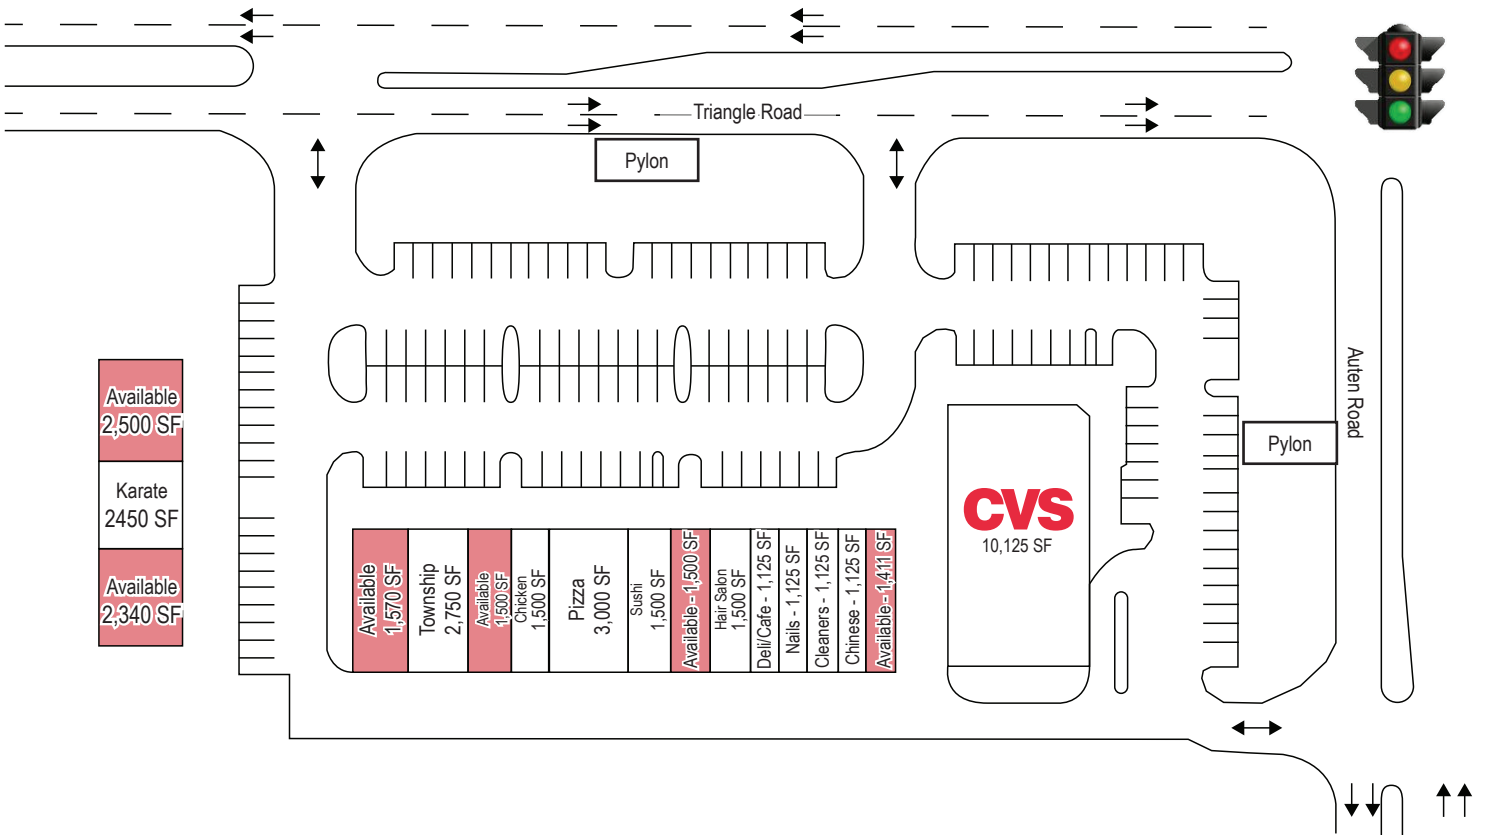 Triangle Road
Pylon
Auten Road
Pylon
Available
2,500 SF
Karate
2450 SF
Available
2,340 SF
CVS
10,125 SF
Available
1,570 SF
Township
2,750 SF
Available
1,500 SF
Chicken
1,500 SF
Pizza
3,000 SF
Sushi
1,500 SF
Available - 1,500 SF
Hair Salon
1,500 SF
Deli/Cafe - 1,125 SF
Nails - 1,125 SF
Cleaners - 1,125 SF
Chinese - 1,125 SF
Available - 1,411 SF